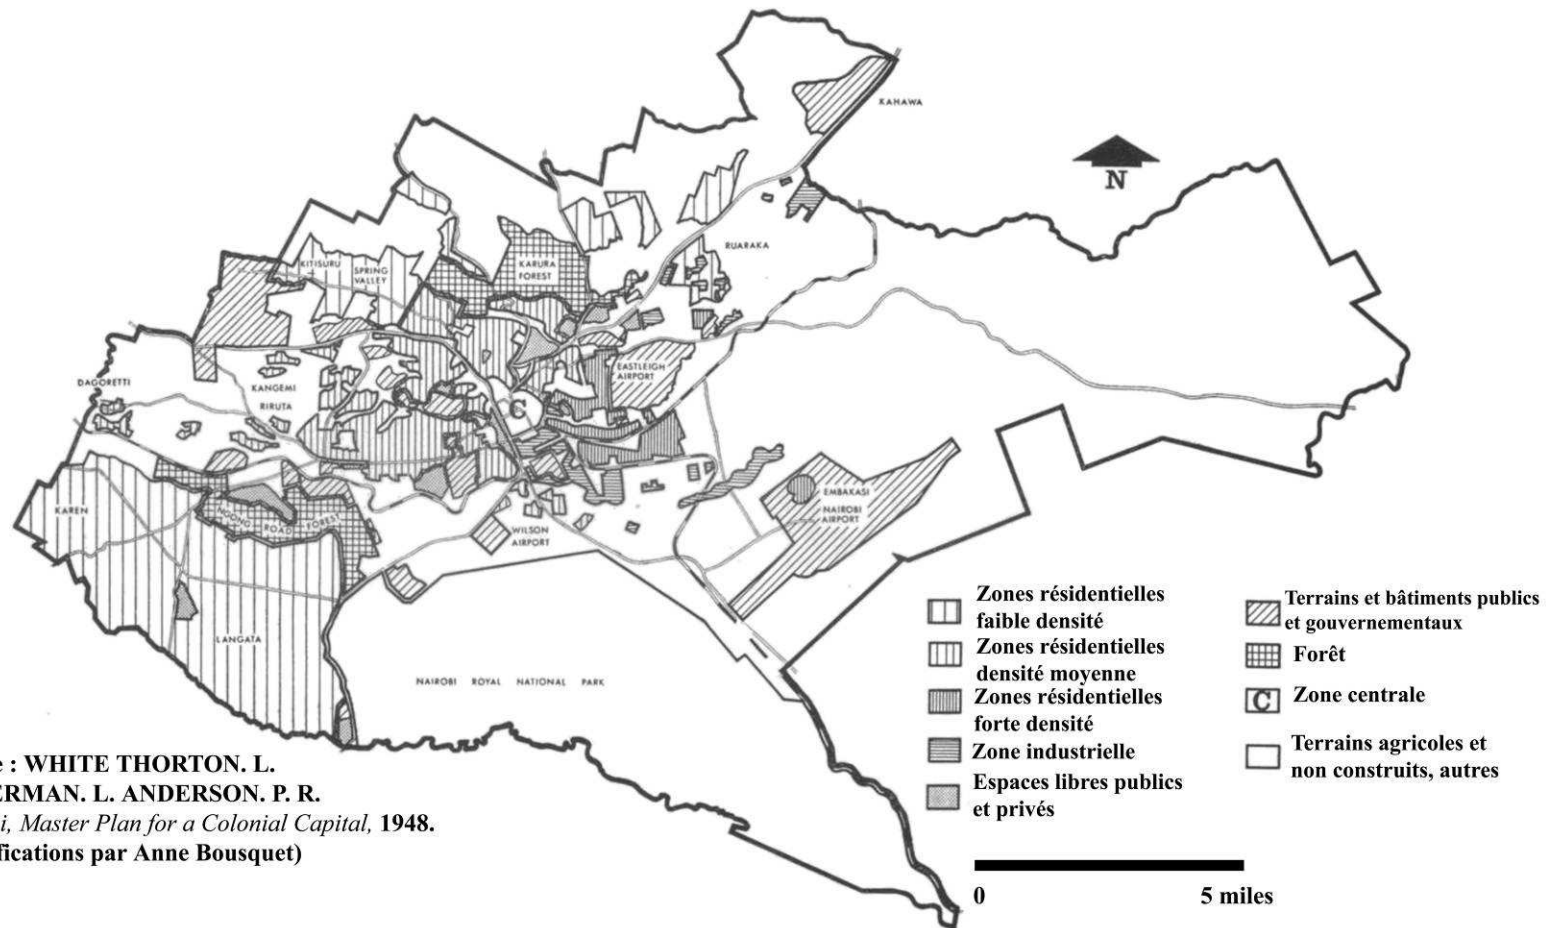 KAHAWA
N
RUARAKA
KITISURU
SPRING
VALLEY
KARURA
FOREST
EASTLEIGH
AIRPORT
DAGORETTI
KANGEMI
RIRUTA
C
KAREN
NGONG ROAD FOREST
WILSON
AIRPORT
EMBAKASI
NAIROBI
AIRPORT
LANGATA
NAIROBI ROYAL NATIONAL PARK
Zones résidentielles
faible densité
Zones résidentielles
densité moyenne
Zones résidentielles
forte densité
Zone industrielle
Espaces libres publics
et privés
Terrains et bâtiments publics
et gouvernementaux
Forêt
C Zone centrale
Terrains agricoles et
non construits, autres
0 5 miles
e : WHITE THORTON. L.
ERMAN. L. ANDERSON. P. R.
i, Master Plan for a Colonial Capital, 1948.
fications par Anne Bousquet)